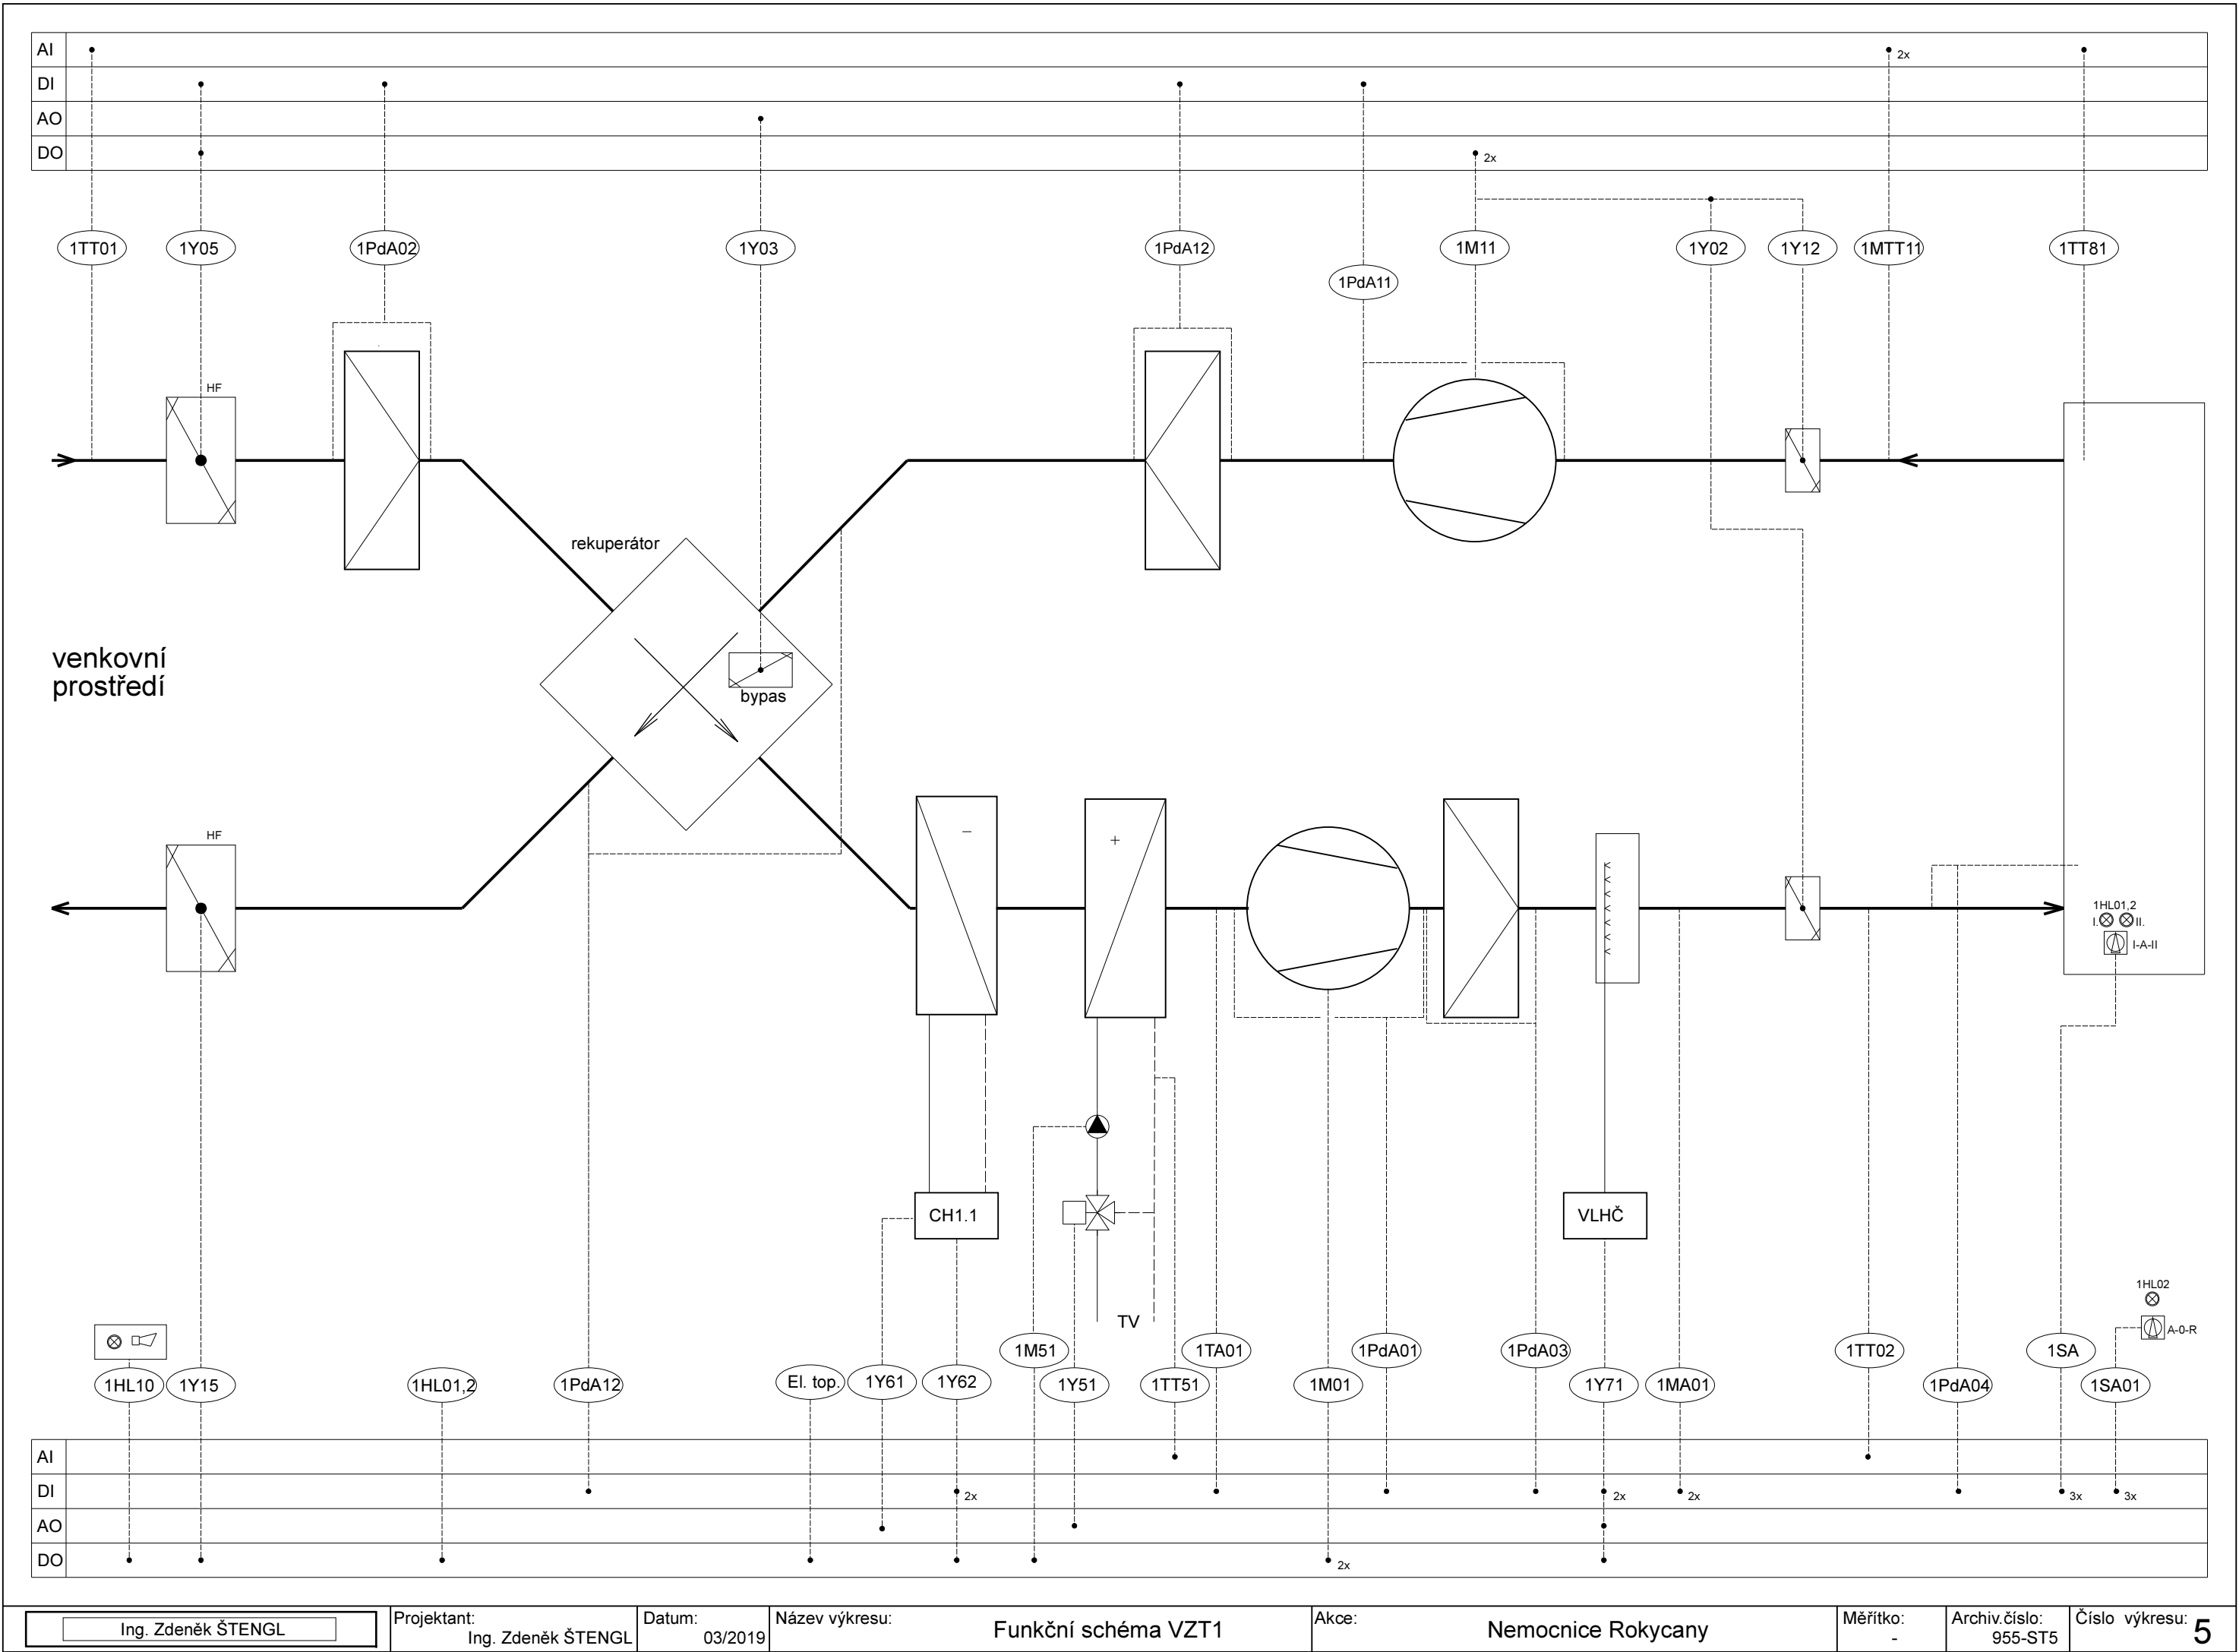 AI
2x
DI
AO
DO
2x
1TT01
1Y05
1PdA02
1Y03
1PdA12
1M11
1Y02
1Y12
1MTT11
1TT81
1PdA11
HF
rekuperátor
venkovní
prostředí
bypas
HF
-
+
1HL01,2
I.
II.
I-A-II
CH1.1
VLHČ
TV
1HL02
A-0-R
1M51
1TA01
1PdA01
1PdA03
1TT02
1SA
1HL10
1Y15
1HL01,2
1PdA12
El. top.
1Y61
1Y62
1Y51
1TT51
1M01
1Y71
1MA01
1PdA04
1SA01
AI
DI
2x
2x
2x
3x
3x
AO
DO
2x
Ing. Zdeněk ŠTENGL
Projektant:
Ing. Zdeněk ŠTENGL
Datum:
03/2019
Název výkresu:
Funkční schéma VZT1
Akce:
Nemocnice Rokycany
Měřítko:
-
Archiv.číslo:
955-ST5
Číslo výkresu: 5